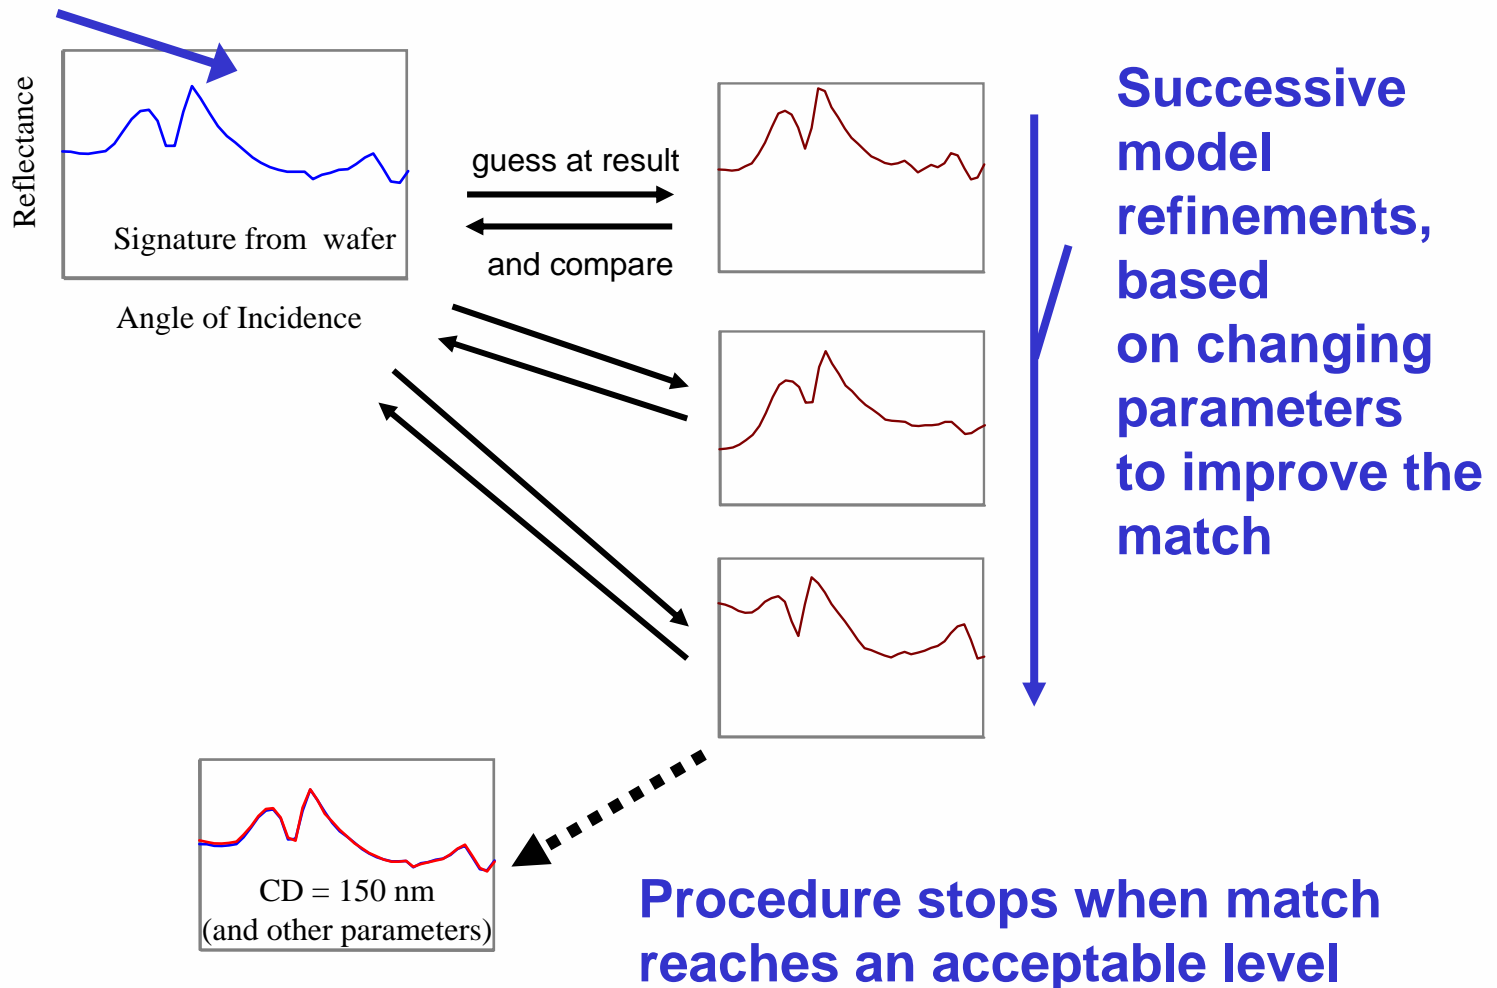 Reflectance
Signature from wafer
Angle of Incidence
guess at result
and compare
Successive
model
refinements,
based
on changing
parameters
to improve the
match
CD = 150 nm
(and other parameters)
Procedure stops when match
reaches an acceptable level